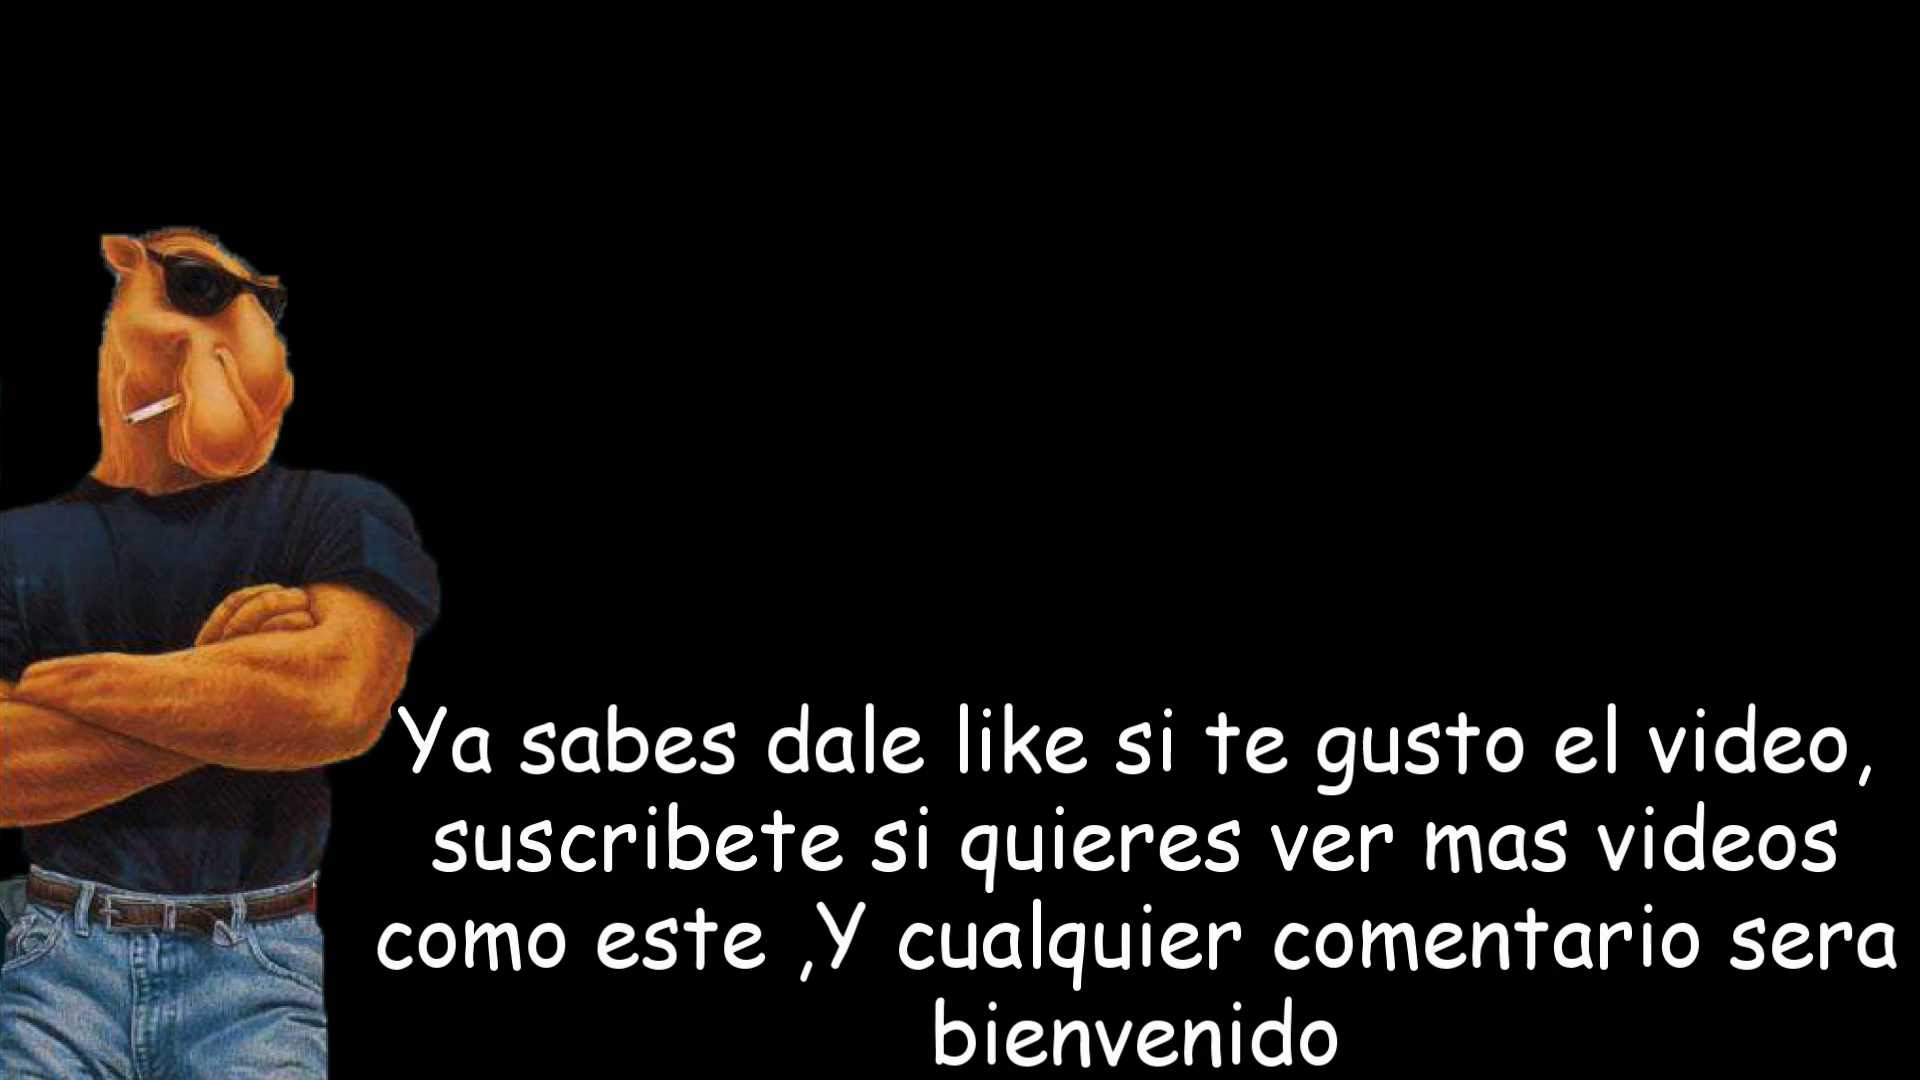 Ya sabes dale like si te gusto el video,
suscribete si quieres ver mas videos
como este ,Y cualquier comentario sera
bienvenido